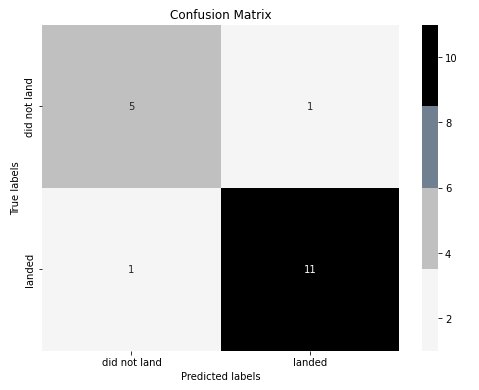 Confusion Matrix
True labels
did not land
landed
5
1
1
11
did not land
landed
Predicted labels
10
8
6
4
2